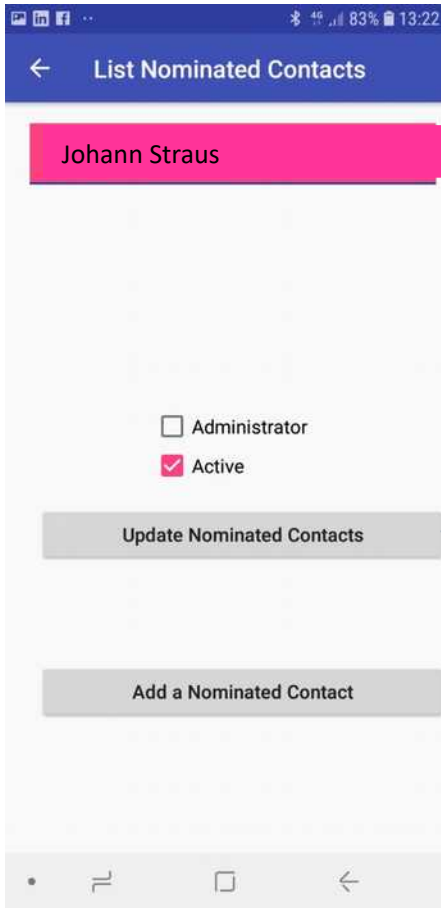 83% 13:22
List Nominated Contacts
Johann Straus
Administrator
Active
Update Nominated Contacts
Add a Nominated Contact